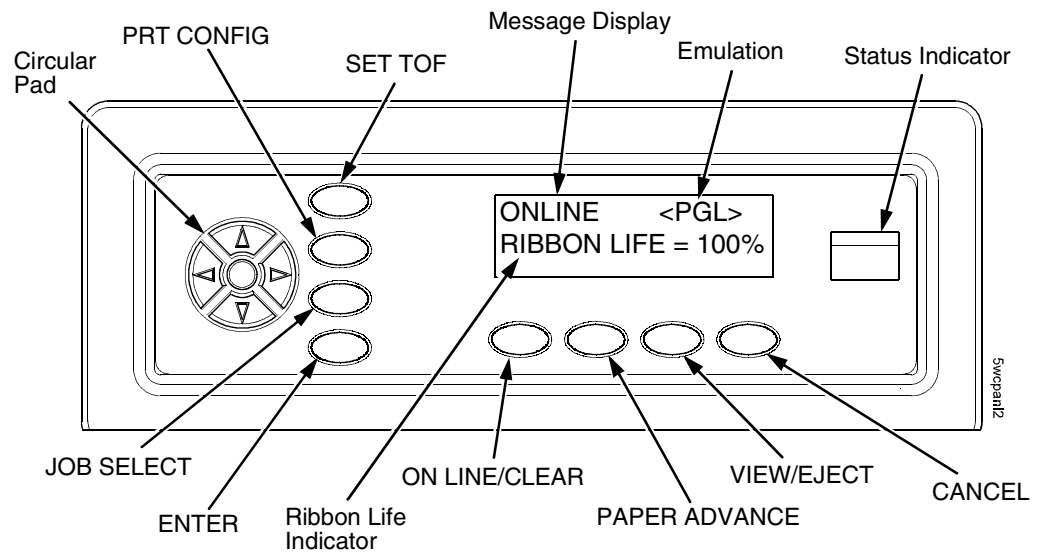 Message Display
PRT CONFIG
Emulation
Circular
Pad
SET TOF
Status Indicator
ONLINE <PGL>
RIBBON LIFE = 100%
5wcpanl2
JOB SELECT
ON LINE/CLEAR
VIEW/EJECT
CANCEL
ENTER
Ribbon Life
Indicator
PAPER ADVANCE